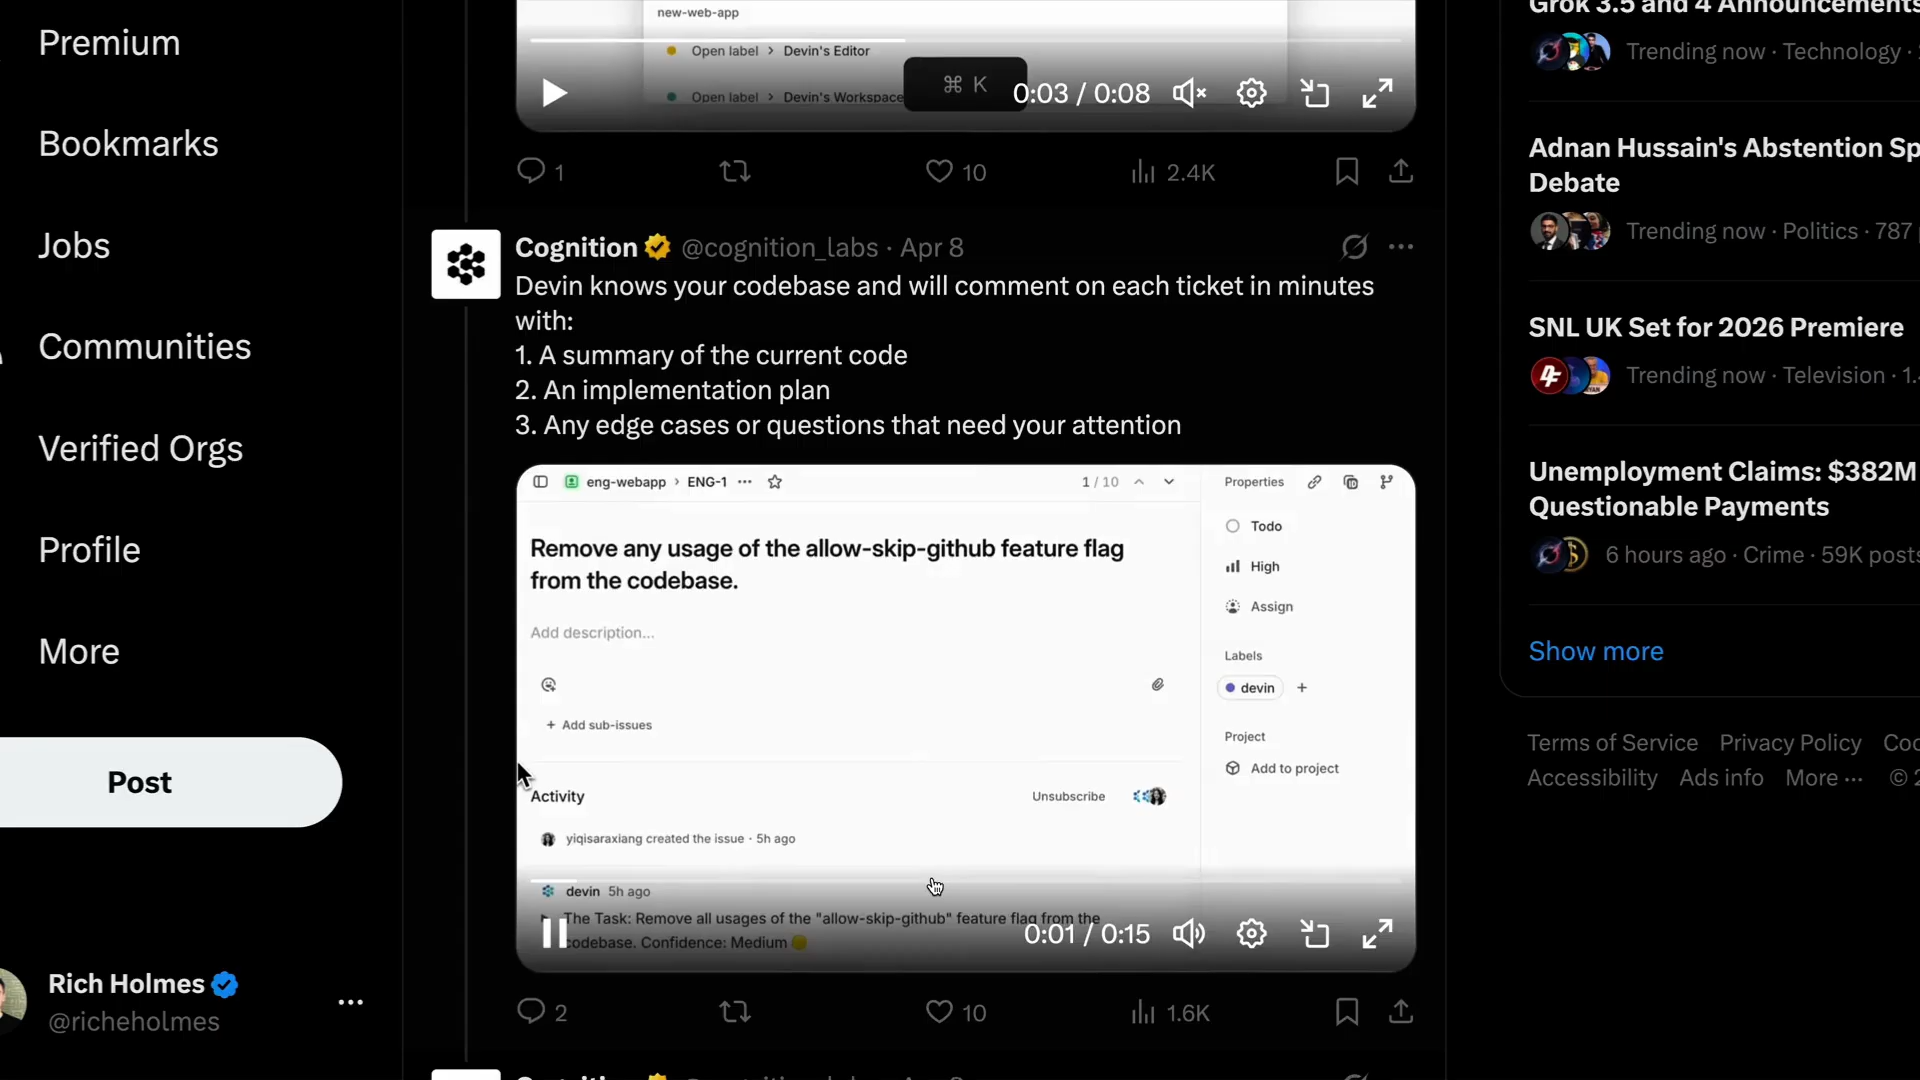 Premium
Bookmarks
Jobs
Communities
Verified Orgs
Profile
More
Post
Rich Holmes
@richeholmes
new-web-app
Open label > Devin's Editor
Open label > Devin's Workspace
⌘ K
0:03 / 0:08
1
10
2.4K
Cognition @cognition_labs · Apr 8
Devin knows your codebase and will comment on each ticket in minutes
with:
1. A summary of the current code
2. An implementation plan
3. Any edge cases or questions that need your attention
eng-webapp › ENG-1
1 / 10
Remove any usage of the allow-skip-github feature flag
from the codebase.
Add description...
+ Add sub-issues
Activity
Unsubscribe
yiqisaraxiang created the issue · 5h ago
devin 5h ago
The Task: Remove all usages of the "allow-skip-github" feature flag from the
codebase. Confidence: Medium
0:01 / 0:15
Properties
Todo
High
Assign
Labels
devin +
Project
Add to project
2
10
1.6K
Grok 3.5 and 4 Announcements
Trending now · Technology ·
Adnan Hussain's Abstention Sp
Debate
Trending now · Politics · 787
SNL UK Set for 2026 Premiere
Trending now · Television · 1.
Unemployment Claims: $382M
Questionable Payments
6 hours ago · Crime · 59K posts
Show more
Terms of Service Privacy Policy Coo
Accessibility Ads info More ··· © 2